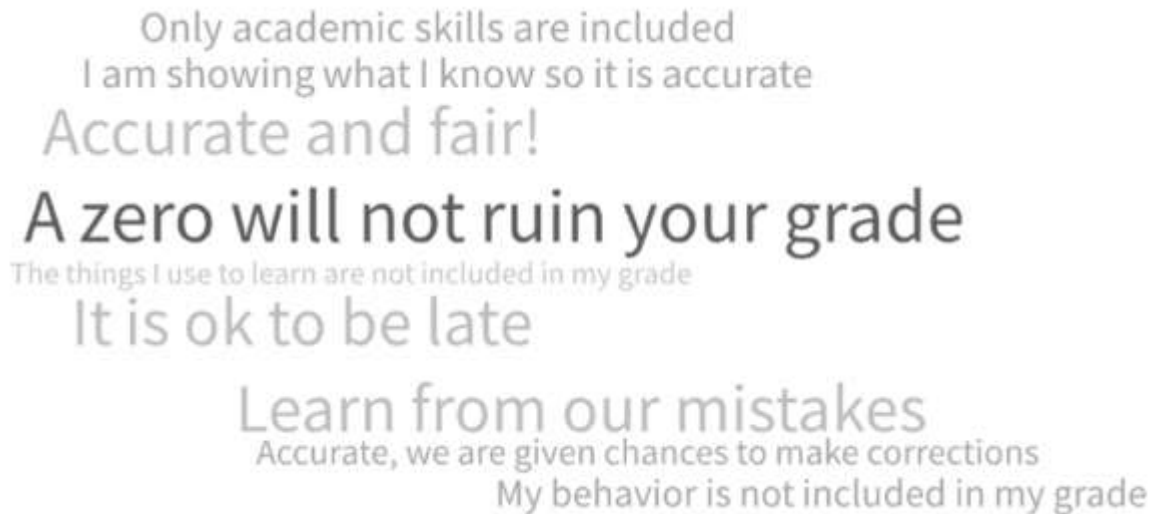 Only academic skills are included
I am showing what I know so it is accurate
Accurate and fair!
A zero will not ruin your grade
The things I use to learn are not included in my grade
It is ok to be late
Learn from our mistakes
Accurate, we are given chances to make corrections
My behavior is not included in my grade